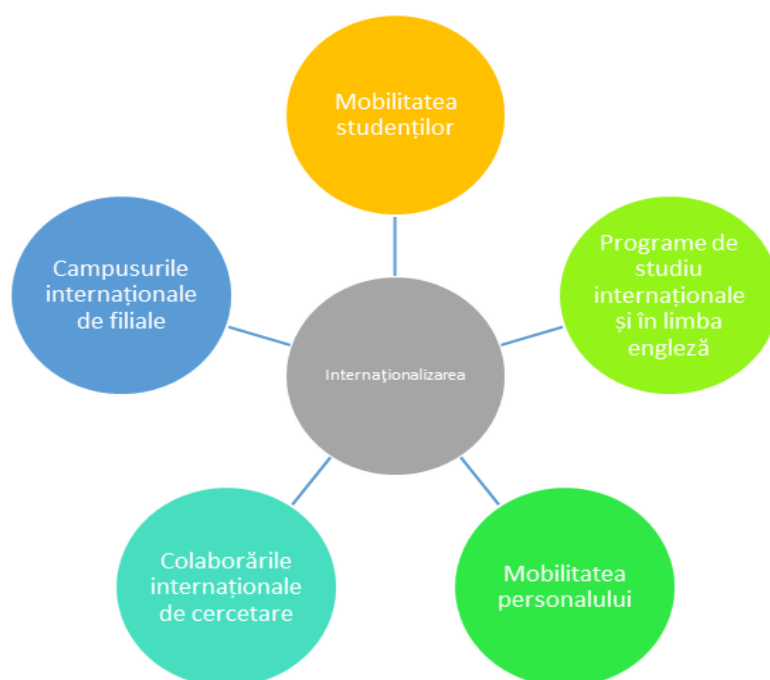 Mobilitatea
studenților
Programe de
studiu
internaționale
și în limba
engleză
Campusurile
internaționale
de filiale
Internaţionalizarea
Colaborările
internaționale
de cercetare
Mobilitatea
personalului